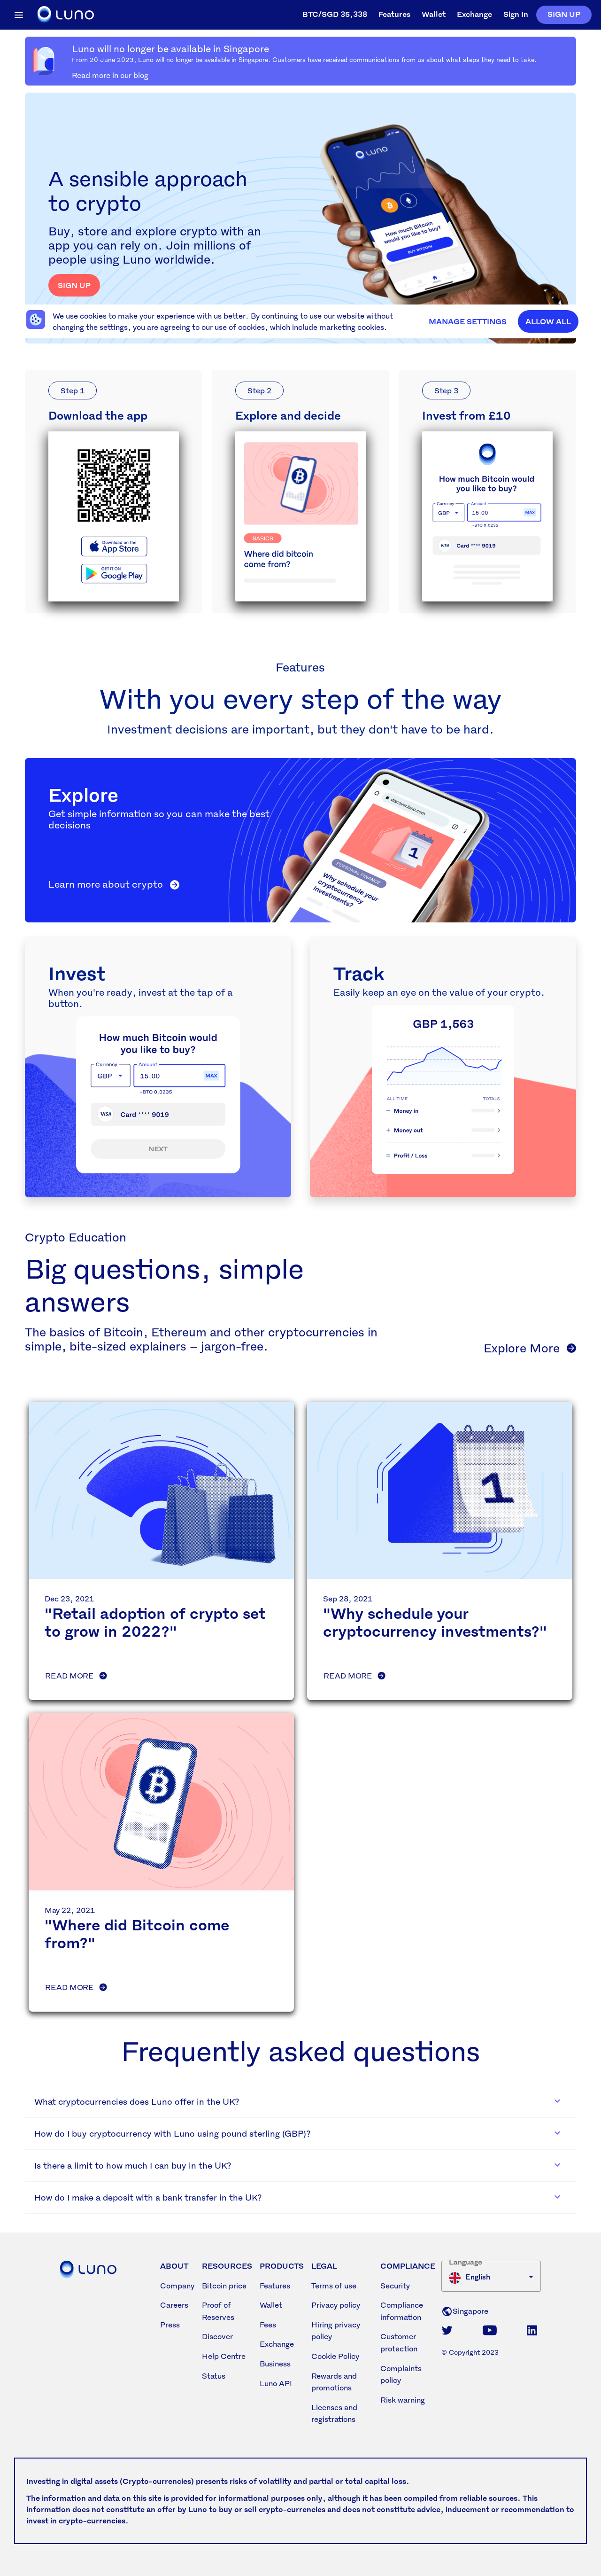 LUNO
BTC/SGD 35,338
Features
Wallet
Exchange
Sign In
SIGN UP
Luno will no longer be available in Singapore
From 20 June 2023, Luno will no longer be available in Singapore. Customers have received communications from us about what steps they need to take.
Read more in our blog
A sensible approach
to crypto
Buy, store and explore crypto with an
app you can rely on. Join millions of
people using Luno worldwide.
SIGN UP
LUNO
How much Bitcoin would
you like to buy?
BUY BITCOIN
We use cookies to make your experience with us better. By continuing to use our website without
changing the settings, you are agreeing to our use of cookies, which include marketing cookies.
MANAGE SETTINGS
ALLOW ALL
Step 1
Download the app
Download on the
App Store
GET IT ON
Google Play
Step 2
Explore and decide
BASICS
Where did bitcoin
come from?
Step 3
Invest from £10
How much Bitcoin would
you like to buy?
Currency
GBP
Amount
15.00
MAX
~BTC 0.0236
VISA
Card **** 9019
Features
With you every step of the way
Investment decisions are important, but they don't have to be hard.
Explore
Get simple information so you can make the best
decisions
Learn more about crypto
discover.luno.com
1
PERSONAL FINANCE
Why schedule your
cryptocurrency
investments?
Invest
When you're ready, invest at the tap of a
button.
How much Bitcoin would
you like to buy?
Currency
GBP
Amount
15.00
MAX
~BTC 0.0236
VISA
Card **** 9019
NEXT
Track
Easily keep an eye on the value of your crypto.
GBP 1,563
ALL TIME
TOTALS
Money in
Money out
Profit / Loss
Crypto Education
Big questions, simple
answers
The basics of Bitcoin, Ethereum and other cryptocurrencies in
simple, bite-sized explainers – jargon-free.
Explore More
Dec 23, 2021
"Retail adoption of crypto set
to grow in 2022?"
READ MORE
1
Sep 28, 2021
"Why schedule your
cryptocurrency investments?"
READ MORE
May 22, 2021
"Where did Bitcoin come
from?"
READ MORE
Frequently asked questions
What cryptocurrencies does Luno offer in the UK?
How do I buy cryptocurrency with Luno using pound sterling (GBP)?
Is there a limit to how much I can buy in the UK?
How do I make a deposit with a bank transfer in the UK?
LUNO
ABOUT
Company
Careers
Press
RESOURCES
Bitcoin price
Proof of
Reserves
Discover
Help Centre
Status
PRODUCTS
Features
Wallet
Fees
Exchange
Business
Luno API
LEGAL
Terms of use
Privacy policy
Hiring privacy
policy
Cookie Policy
Rewards and
promotions
Licenses and
registrations
COMPLIANCE
Security
Compliance
information
Customer
protection
Complaints
policy
Risk warning
Language
English
Singapore
© Copyright 2023
Investing in digital assets (Crypto-currencies) presents risks of volatility and partial or total capital loss.
The information and data on this site is provided for informational purposes only, although it has been compiled from reliable sources. This
information does not constitute an offer by Luno to buy or sell crypto-currencies and does not constitute advice, inducement or recommendation to
invest in crypto-currencies.